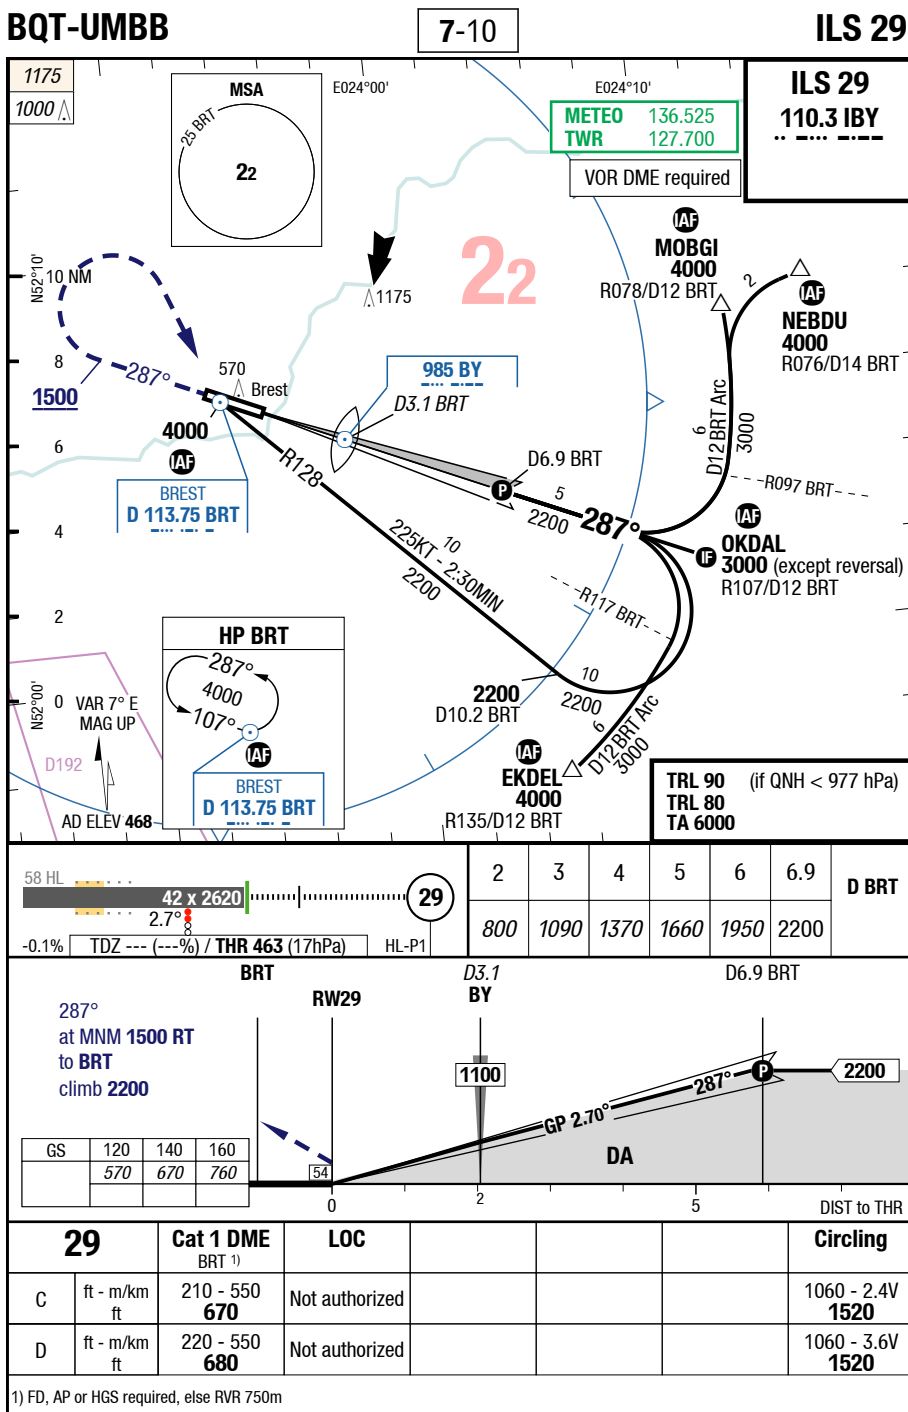 BQT-UMBB
7-10
ILS 29
1175
1000
MSA
25 BRT
22
E024°00'
E024°10'
METEO 136.525
TWR 127.700
VOR DME required
ILS 29
110.3 IBY
IAF
MOBGI
4000
R078/D12 BRT
2
IAF
NEBDU
4000
R076/D14 BRT
22
1175
N52°10'
10 NM
8
6
4
2
0
N52°00'
287°
1500
570
Brest
985 BY
D3.1 BRT
4000
IAF
BREST
D 113.75 BRT
R128
D6.9 BRT
P
5
2200
287°
6
D12 BRT Arc
3000
R097 BRT
IAF
IF
OKDAL
3000 (except reversal)
R107/D12 BRT
10
225KT - 2:30MIN
2200
R117 BRT
HP BRT
287°
4000
107°
IAF
BREST
D 113.75 BRT
2200
D10.2 BRT
10
2200
6
D12 BRT Arc
3000
IAF
EKDEL
4000
R135/D12 BRT
VAR 7° E
MAG UP
D192
AD ELEV 468
TRL 90 (if QNH < 977 hPa)
TRL 80
TA 6000
58 HL
42 x 2620
29
2.7°
-0.1%
TDZ --- (---%) / THR 463 (17hPa)
HL-P1
2 3 4 5 6 6.9 D BRT
800 1090 1370 1660 1950 2200
BRT
RW29
D3.1
BY
D6.9 BRT
287°
at MNM 1500 RT
to BRT
climb 2200
1100
GP 2.70°
287°
P
2200
DA
54
GS 120 140 160
570 670 760
0 2 5 DIST to THR
29
Cat 1 DME
BRT 1)
LOC
Circling
C
ft - m/km
ft
210 - 550
670
Not authorized
1060 - 2.4V
1520
D
ft - m/km
ft
220 - 550
680
Not authorized
1060 - 3.6V
1520
1) FD, AP or HGS required, else RVR 750m